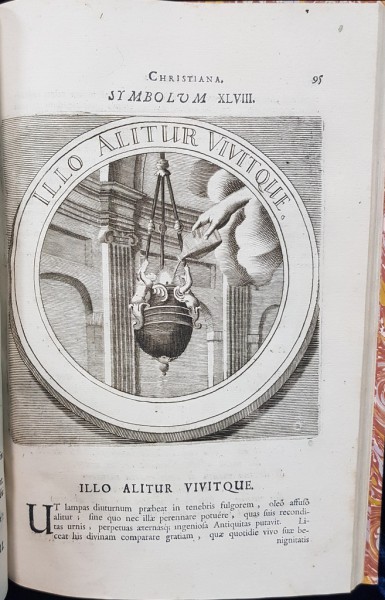 CHRISTIANA.
95
SYMBOLVM XLVIII.
ILLO ALITUR VIVITQUE.
ILLO ALITUR VIVITQUE.
UT lampas diuturnum præbeat in tenebris fulgorem, oleô affusô
alitur; sine quo nec illæ perennare potuêre, quas suis recondi-
tas urnis, perpetuas æternasq; ingeniosa Antiquitas putavit. Li-
ceat his divinam comparare gratiam, quæ quotidie vivo suæ be-
nignitatis